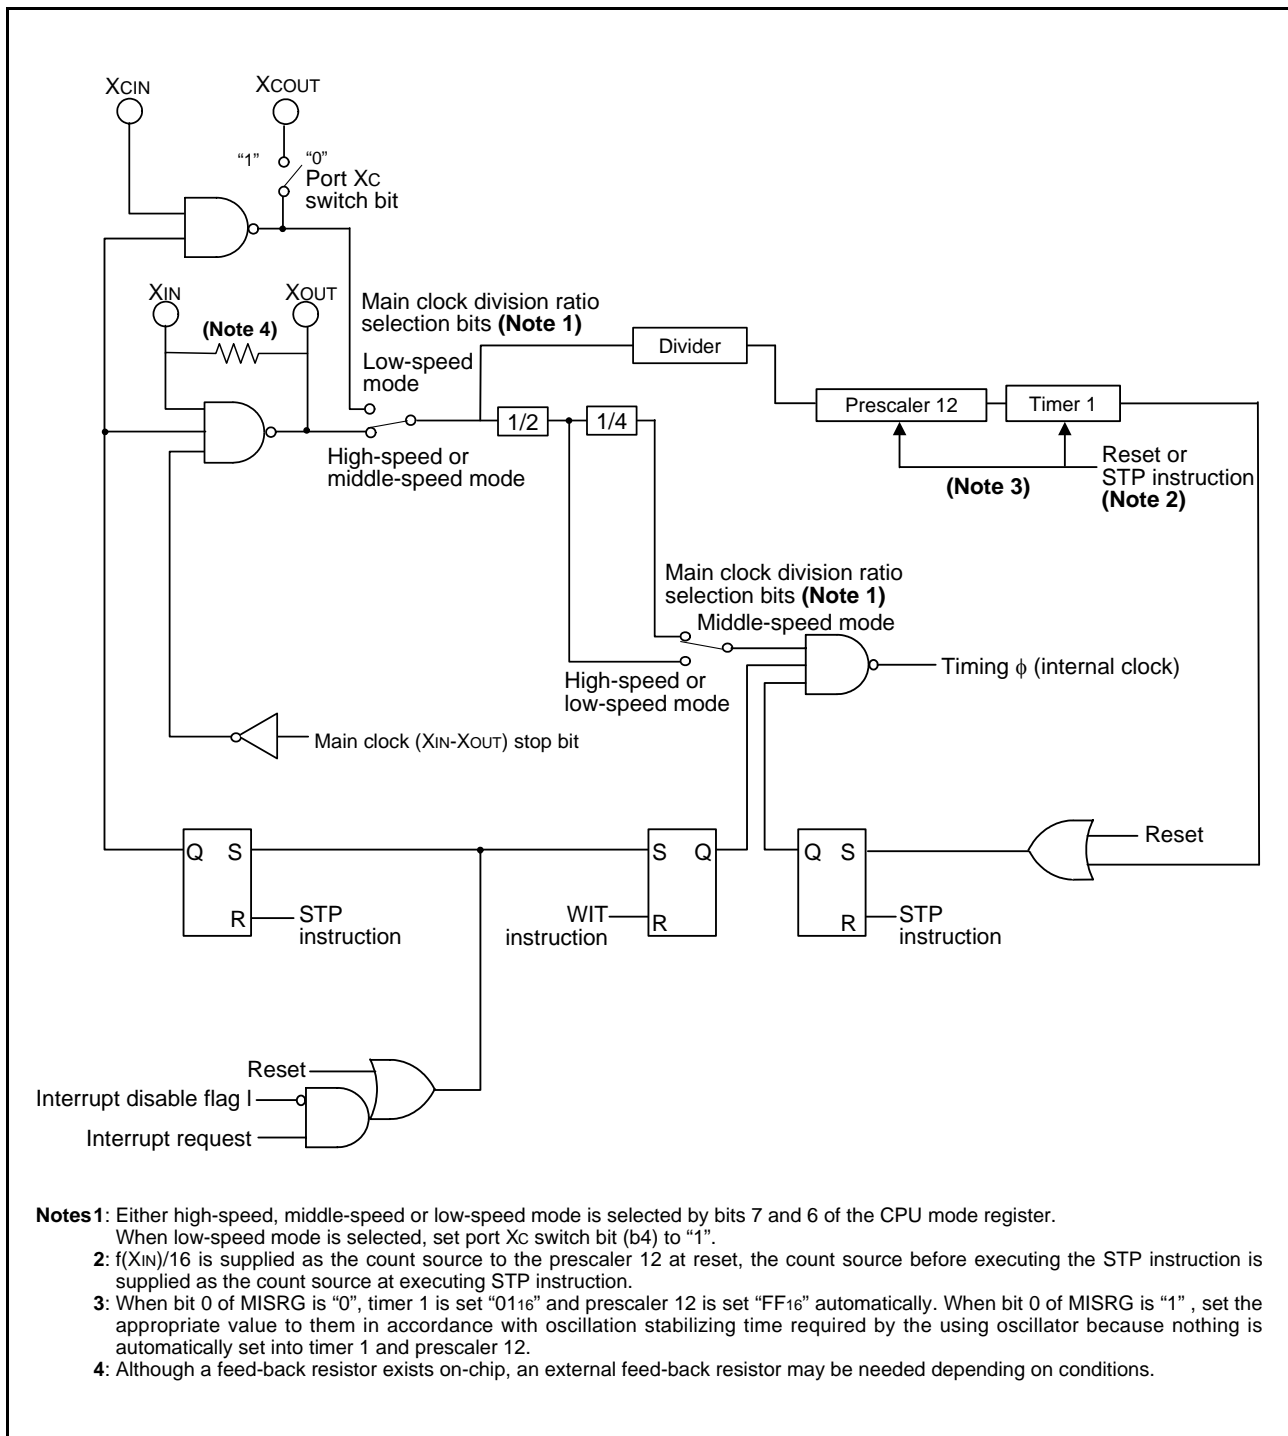 XCIN
XCOUT
“1” “0”
Port XC
switch bit
XIN
XOUT
(Note 4)
Main clock division ratio
selection bits (Note 1)
Low-speed
mode
High-speed or
middle-speed mode
1/2
1/4
Divider
Prescaler 12
Timer 1
(Note 3)
Reset or
STP instruction
(Note 2)
Main clock division ratio
selection bits (Note 1)
Middle-speed mode
High-speed or
low-speed mode
Timing ϕ (internal clock)
Main clock (XIN-XOUT) stop bit
Q S
R
STP
instruction
S Q
R
WIT
instruction
Q S
R
STP
instruction
Reset
Reset
Interrupt disable flag I
Interrupt request
Notes1: Either high-speed, middle-speed or low-speed mode is selected by bits 7 and 6 of the CPU mode register.
When low-speed mode is selected, set port XC switch bit (b4) to “1”.
2: f(XIN)/16 is supplied as the count source to the prescaler 12 at reset, the count source before executing the STP instruction is
supplied as the count source at executing STP instruction.
3: When bit 0 of MISRG is “0”, timer 1 is set “0116” and prescaler 12 is set “FF16” automatically. When bit 0 of MISRG is “1” , set the
appropriate value to them in accordance with oscillation stabilizing time required by the using oscillator because nothing is
automatically set into timer 1 and prescaler 12.
4: Although a feed-back resistor exists on-chip, an external feed-back resistor may be needed depending on conditions.